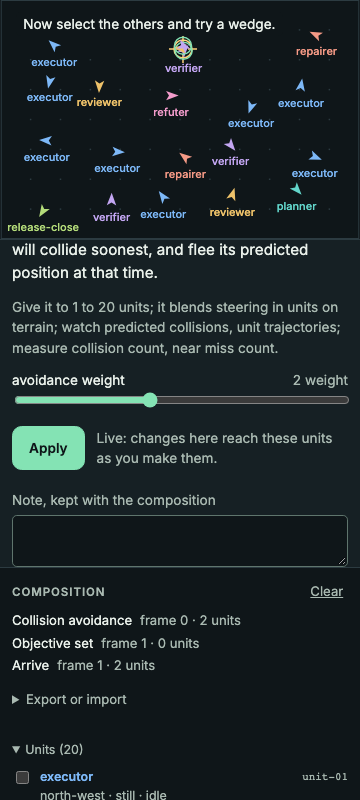 Now select the others and try a wedge.
executor
verifier
repairer
executor
reviewer
refuter
executor
executor
executor
executor
repairer
verifier
executor
release-close
verifier
executor
reviewer
planner
will collide soonest, and flee its predicted
position at that time.
Give it to 1 to 20 units; it blends steering in units on
terrain; watch predicted collisions, unit trajectories;
measure collision count, near miss count.
avoidance weight 2 weight
Apply
Live: changes here reach these units
as you make them.
Note, kept with the composition
COMPOSITION Clear
Collision avoidance frame 0 · 2 units
Objective set frame 1 · 0 units
Arrive frame 1 · 2 units
▶ Export or import
▼ Units (20)
executor unit-01
north-west · still · idle